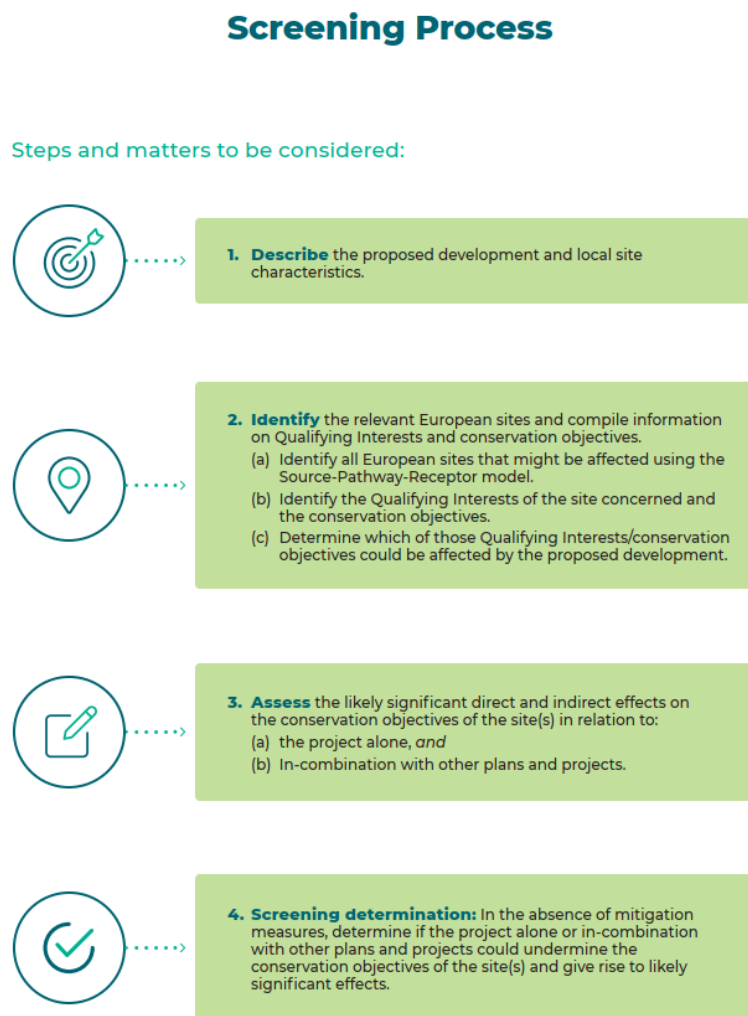 Screening Process
Steps and matters to be considered:
1. Describe the proposed development and local site
characteristics.
2. Identify the relevant European sites and compile information
on Qualifying Interests and conservation objectives.
(a) Identify all European sites that might be affected using the
Source-Pathway-Receptor model.
(b) Identify the Qualifying Interests of the site concerned and
the conservation objectives.
(c) Determine which of those Qualifying Interests/conservation
objectives could be affected by the proposed development.
3. Assess the likely significant direct and indirect effects on
the conservation objectives of the site(s) in relation to:
(a) the project alone, and
(b) In-combination with other plans and projects.
4. Screening determination: In the absence of mitigation
measures, determine if the project alone or in-combination
with other plans and projects could undermine the
conservation objectives of the site(s) and give rise to likely
significant effects.